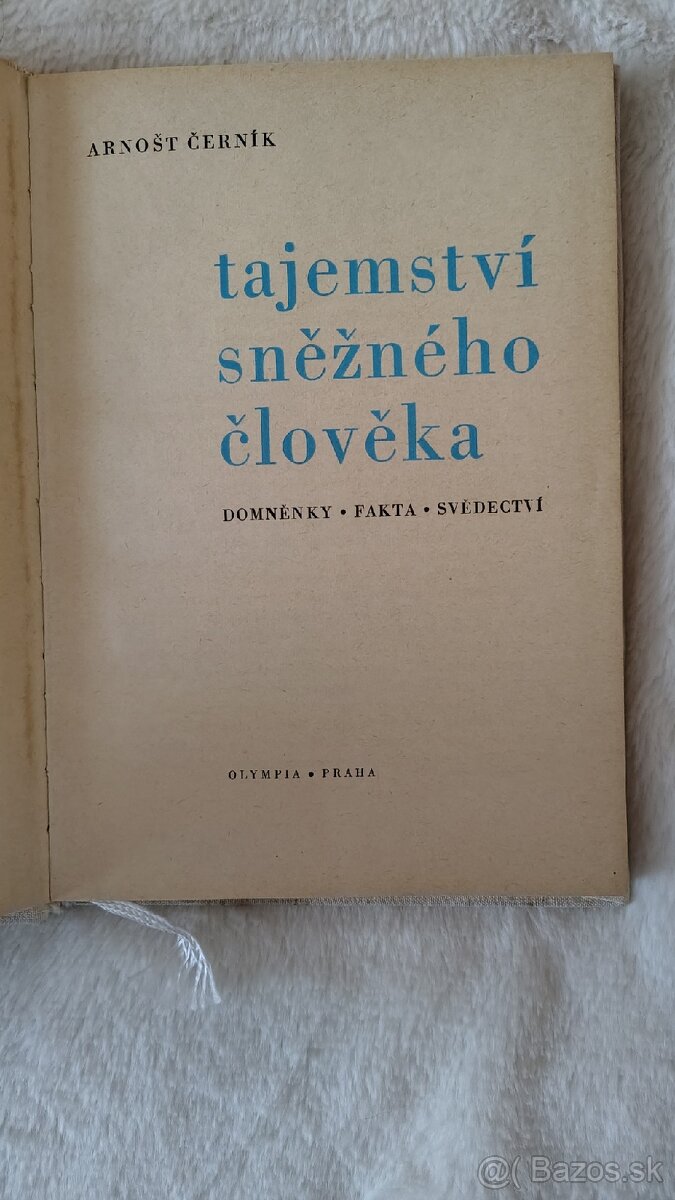 ARNOŠT ČERNÍK
tajemství
sněžného
člověka
DOMNĚNKY • FAKTA • SVĚDECTVÍ
OLYMPIA • PRAHA
@( Bazos.sk